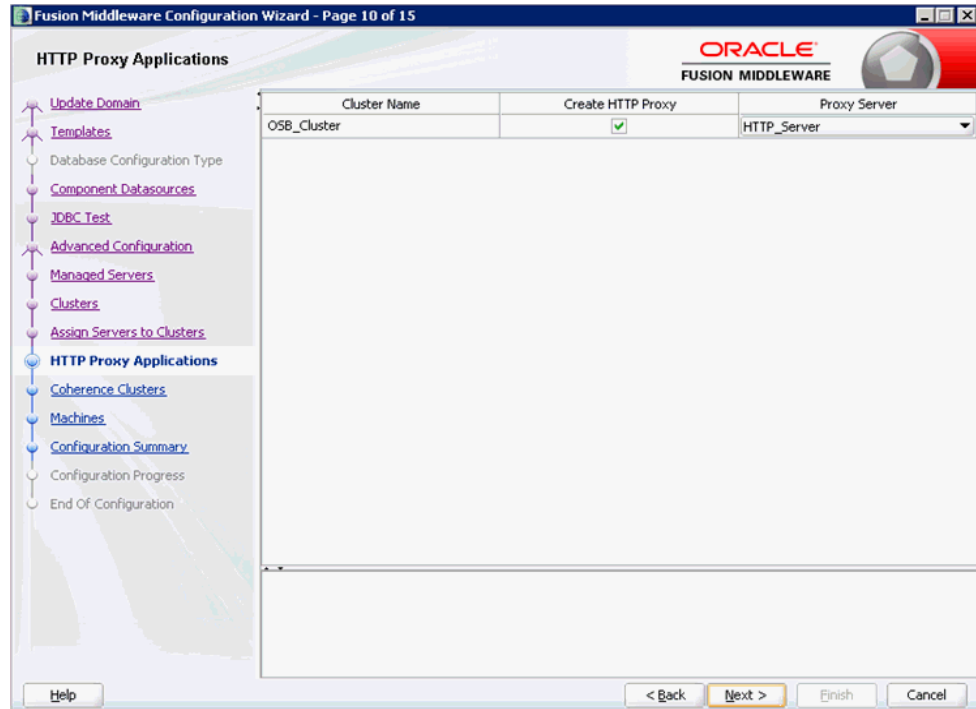 Fusion Middleware Configuration Wizard - Page 10 of 15
HTTP Proxy Applications
ORACLE
FUSION MIDDLEWARE
Update Domain
Templates
Database Configuration Type
Component Datasources
JDBC Test
Advanced Configuration
Managed Servers
Clusters
Assign Servers to Clusters
HTTP Proxy Applications
Coherence Clusters
Machines
Configuration Summary
Configuration Progress
End Of Configuration
Cluster Name Create HTTP Proxy Proxy Server
OSB_Cluster HTTP_Server
Help < Back Next > Finish Cancel